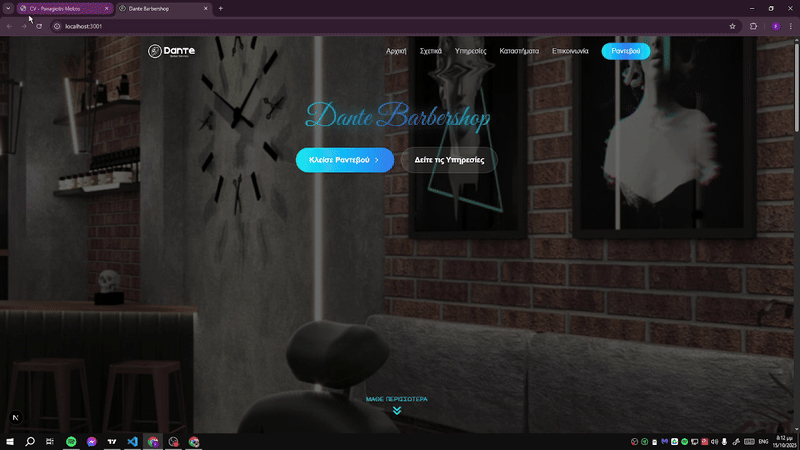 CV - Panagiotis Mokos
Dante Barbershop
localhost:3001
Dante
Αρχική
Σχετικά
Υπηρεσίες
Καταστήματα
Επικοινωνία
Ραντεβού
Dante Barbershop
Κλείσε Ραντεβού
Δείτε τις Υπηρεσίες
ΜΑΘΕ ΠΕΡΙΣΣΟΤΕΡΑ
N
ENG
8:12 μμ
15/10/2025